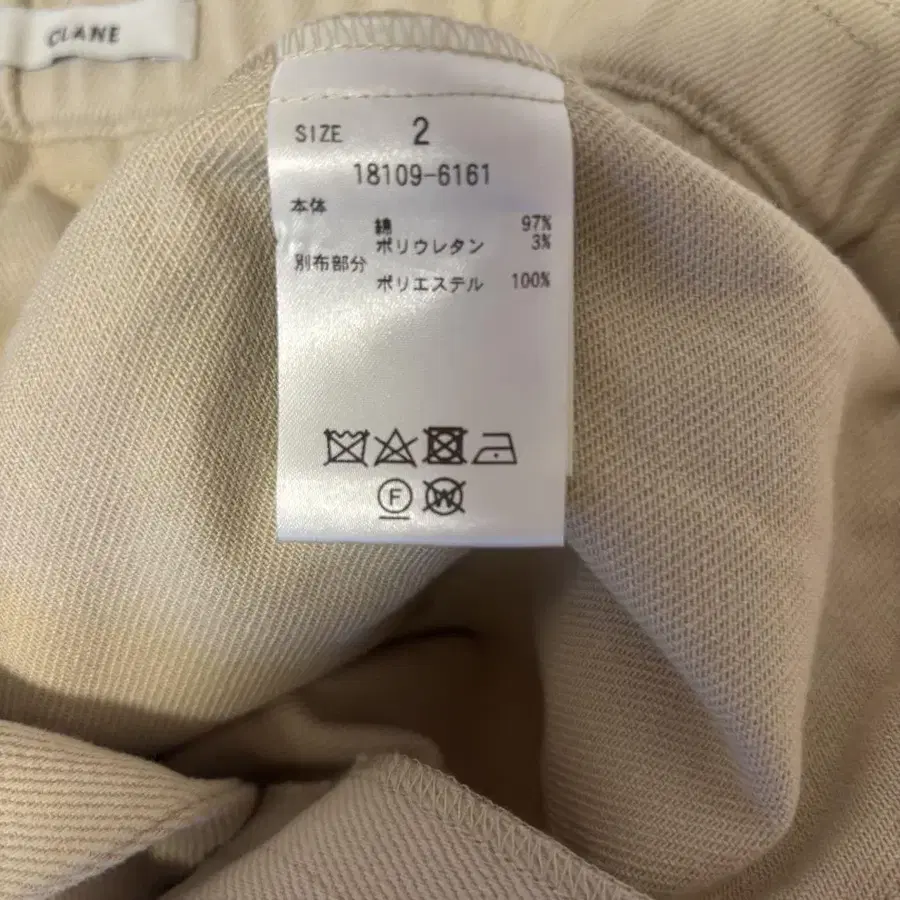 CLANE
SIZE 2
18109-6161
本体
綿 97%
ポリウレタン 3%
別布部分
ポリエステル 100%
F
W